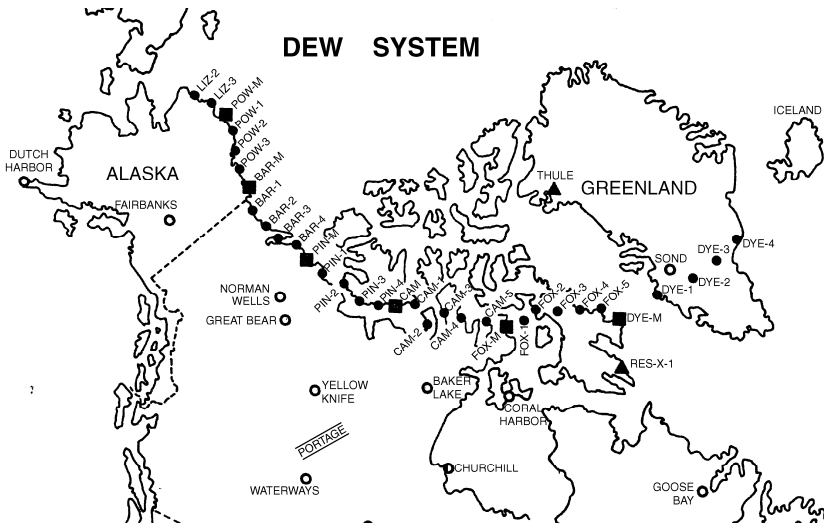 DEW SYSTEM
ICELAND
LIZ-2
LIZ-3
POW-M
POW-1
POW-2
POW-3
BAR-M
BAR-1
BAR-2
BAR-3
BAR-4
PIN-M
PIN-1
PIN-2
PIN-3
PIN-4
CAM
CAM-1
CAM-2
CAM-3
CAM-4
CAM-5
FOX-M
FOX-1
FOX-2
FOX-3
FOX-4
FOX-5
DYE-M
DYE-1
DYE-2
DYE-3
DYE-4
RES-X-1
DUTCH
HARBOR
ALASKA
FAIRBANKS
THULE
GREENLAND
SOND
NORMAN
WELLS
GREAT BEAR
YELLOW
KNIFE
BAKER
LAKE
CORAL
HARBOR
PORTAGE
WATERWAYS
CHURCHILL
GOOSE
BAY